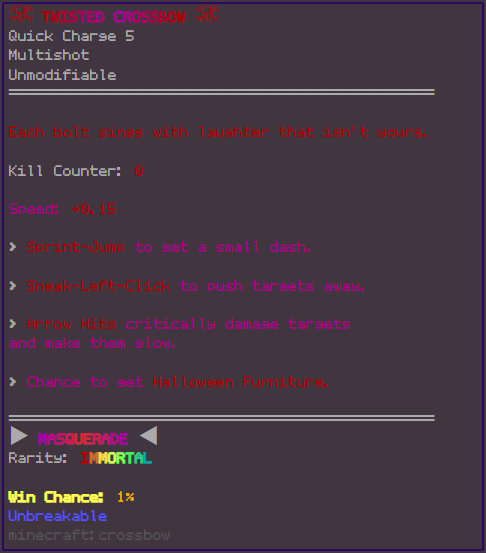 TWISTED CROSSBOW
Quick Charge 5
Multishot
Unmodifiable
Each bolt sings with laughter that isn't yours.
Kill Counter: 0
Speed: +0.15
> Sprint-Jump to get a small dash.
> Sneak-Left-Click to push targets away.
> Arrow Hits critically damage targets
and make them slow.
> Chance to get Halloween Furniture.
▶ MASQUERADE ◀
Rarity: IMMORTAL
Win Chance: 1%
Unbreakable
minecraft:crossbow